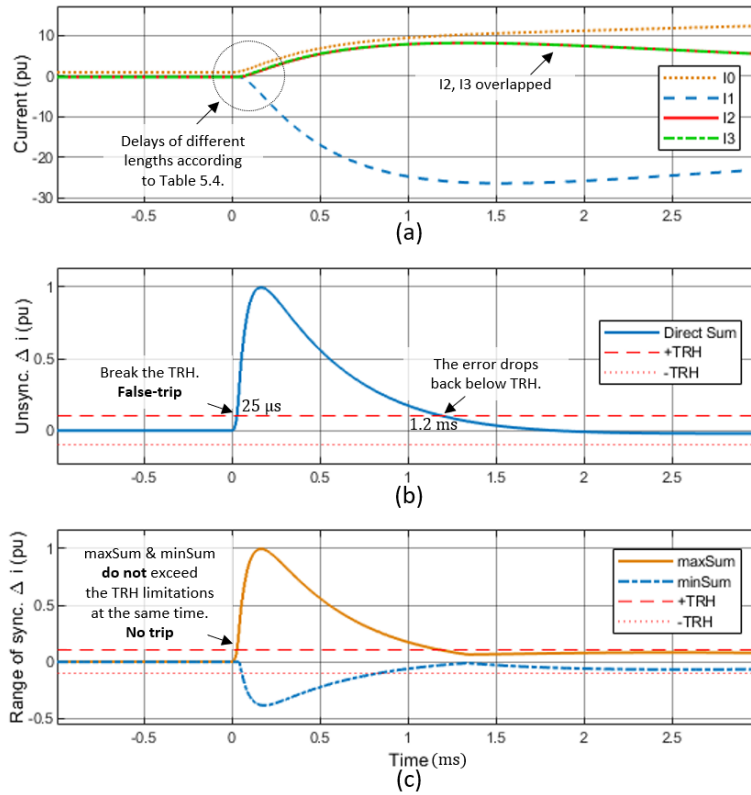 10
0
-10
-20
-30
Current (pu)
Delays of different
lengths according
to Table 5.4.
I2, I3 overlapped
I0
I1
I2
I3
-0.5
0
0.5
1
1.5
2
2.5
(a)
1
0.5
0
Unsync. Δ i (pu)
Break the TRH.
False-trip
25 µs
The error drops
back below TRH.
1.2 ms
Direct Sum
+TRH
-TRH
-0.5
0
0.5
1
1.5
2
2.5
(b)
1
0.5
0
-0.5
Range of sync. Δ i (pu)
maxSum & minSum
do not exceed
the TRH limitations
at the same time.
No trip
maxSum
minSum
+TRH
-TRH
-0.5
0
0.5
1
1.5
2
2.5
Time (ms)
(c)